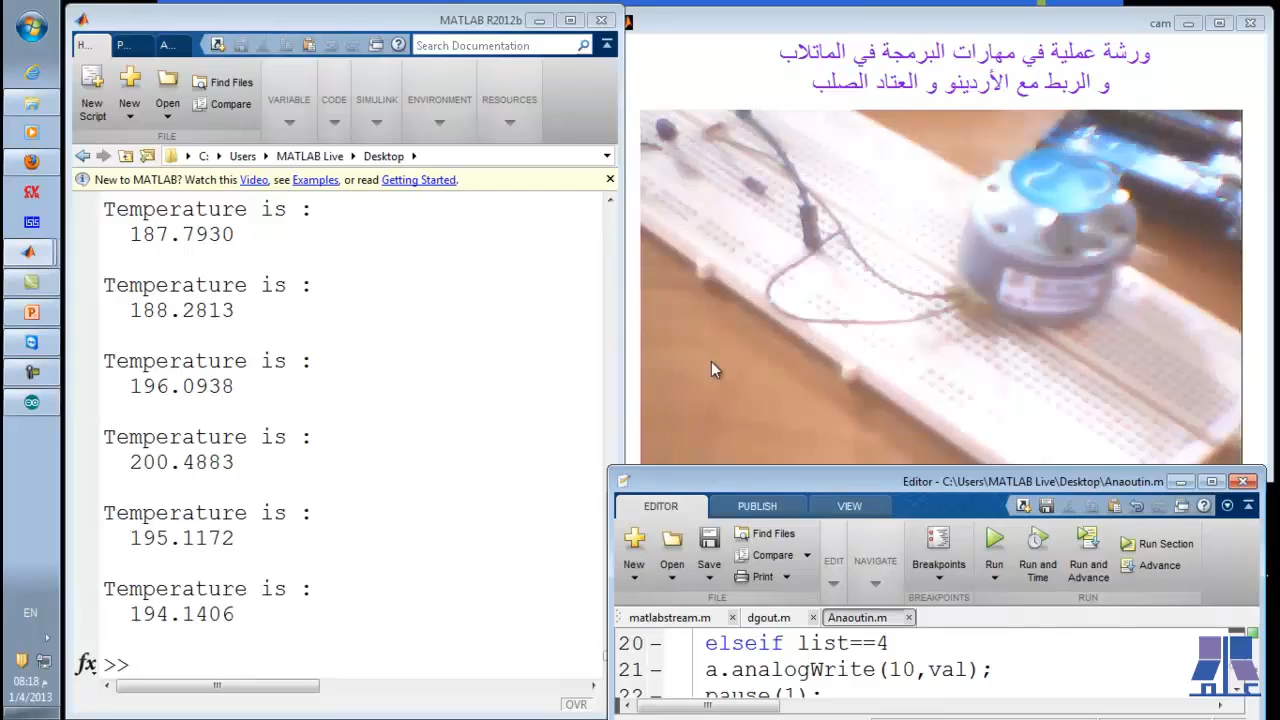 MATLAB R2012b
H...
P...
A...
Search Documentation
New Script
New
Open
Find Files
Compare
FILE
VARIABLE
CODE
SIMULINK
ENVIRONMENT
RESOURCES
C:
Users
MATLAB Live
Desktop
New to MATLAB? Watch this Video, see Examples, or read Getting Started.
Temperature is :
187.7930
Temperature is :
188.2813
Temperature is :
196.0938
Temperature is :
200.4883
Temperature is :
195.1172
Temperature is :
194.1406
fx >>
OVR
cam
ورشة عملية في مهارات البرمجة في الماتلاب
و الربط مع الأردينو و العتاد الصلب
Editor - C:\Users\MATLAB Live\Desktop\Anaoutin.m
EDITOR
PUBLISH
VIEW
New
Open
Save
Find Files
Compare
Print
FILE
EDIT
NAVIGATE
Breakpoints
BREAKPOINTS
Run
Run and Time
Run and Advance
Run Section
Advance
RUN
matlabstream.m
dgout.m
Anaoutin.m
20 – elseif list==4
21 – a.analogWrite(10,val);
22 – pause(1);
EN
08:18 م
1/4/2013